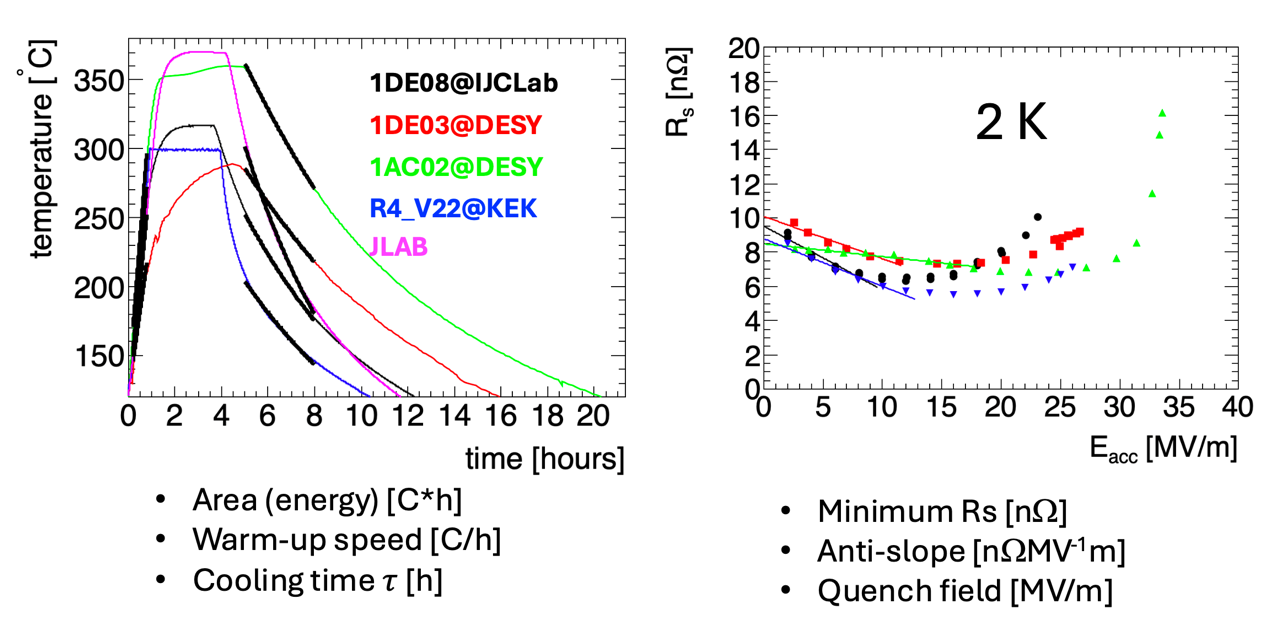 temperature [°C]
350
300
250
200
150
0 2 4 6 8 10 12 14 16 18 20
time [hours]
1DE08@IJCLab
1DE03@DESY
1AC02@DESY
R4_V22@KEK
JLAB
• Area (energy) [C*h]
• Warm-up speed [C/h]
• Cooling time τ [h]
Rs [nΩ]
20
18
16
14
12
10
8
6
4
2
0
0 5 10 15 20 25 30 35 40
Eacc [MV/m]
2 K
• Minimum Rs [nΩ]
• Anti-slope [nΩMV⁻¹m]
• Quench field [MV/m]